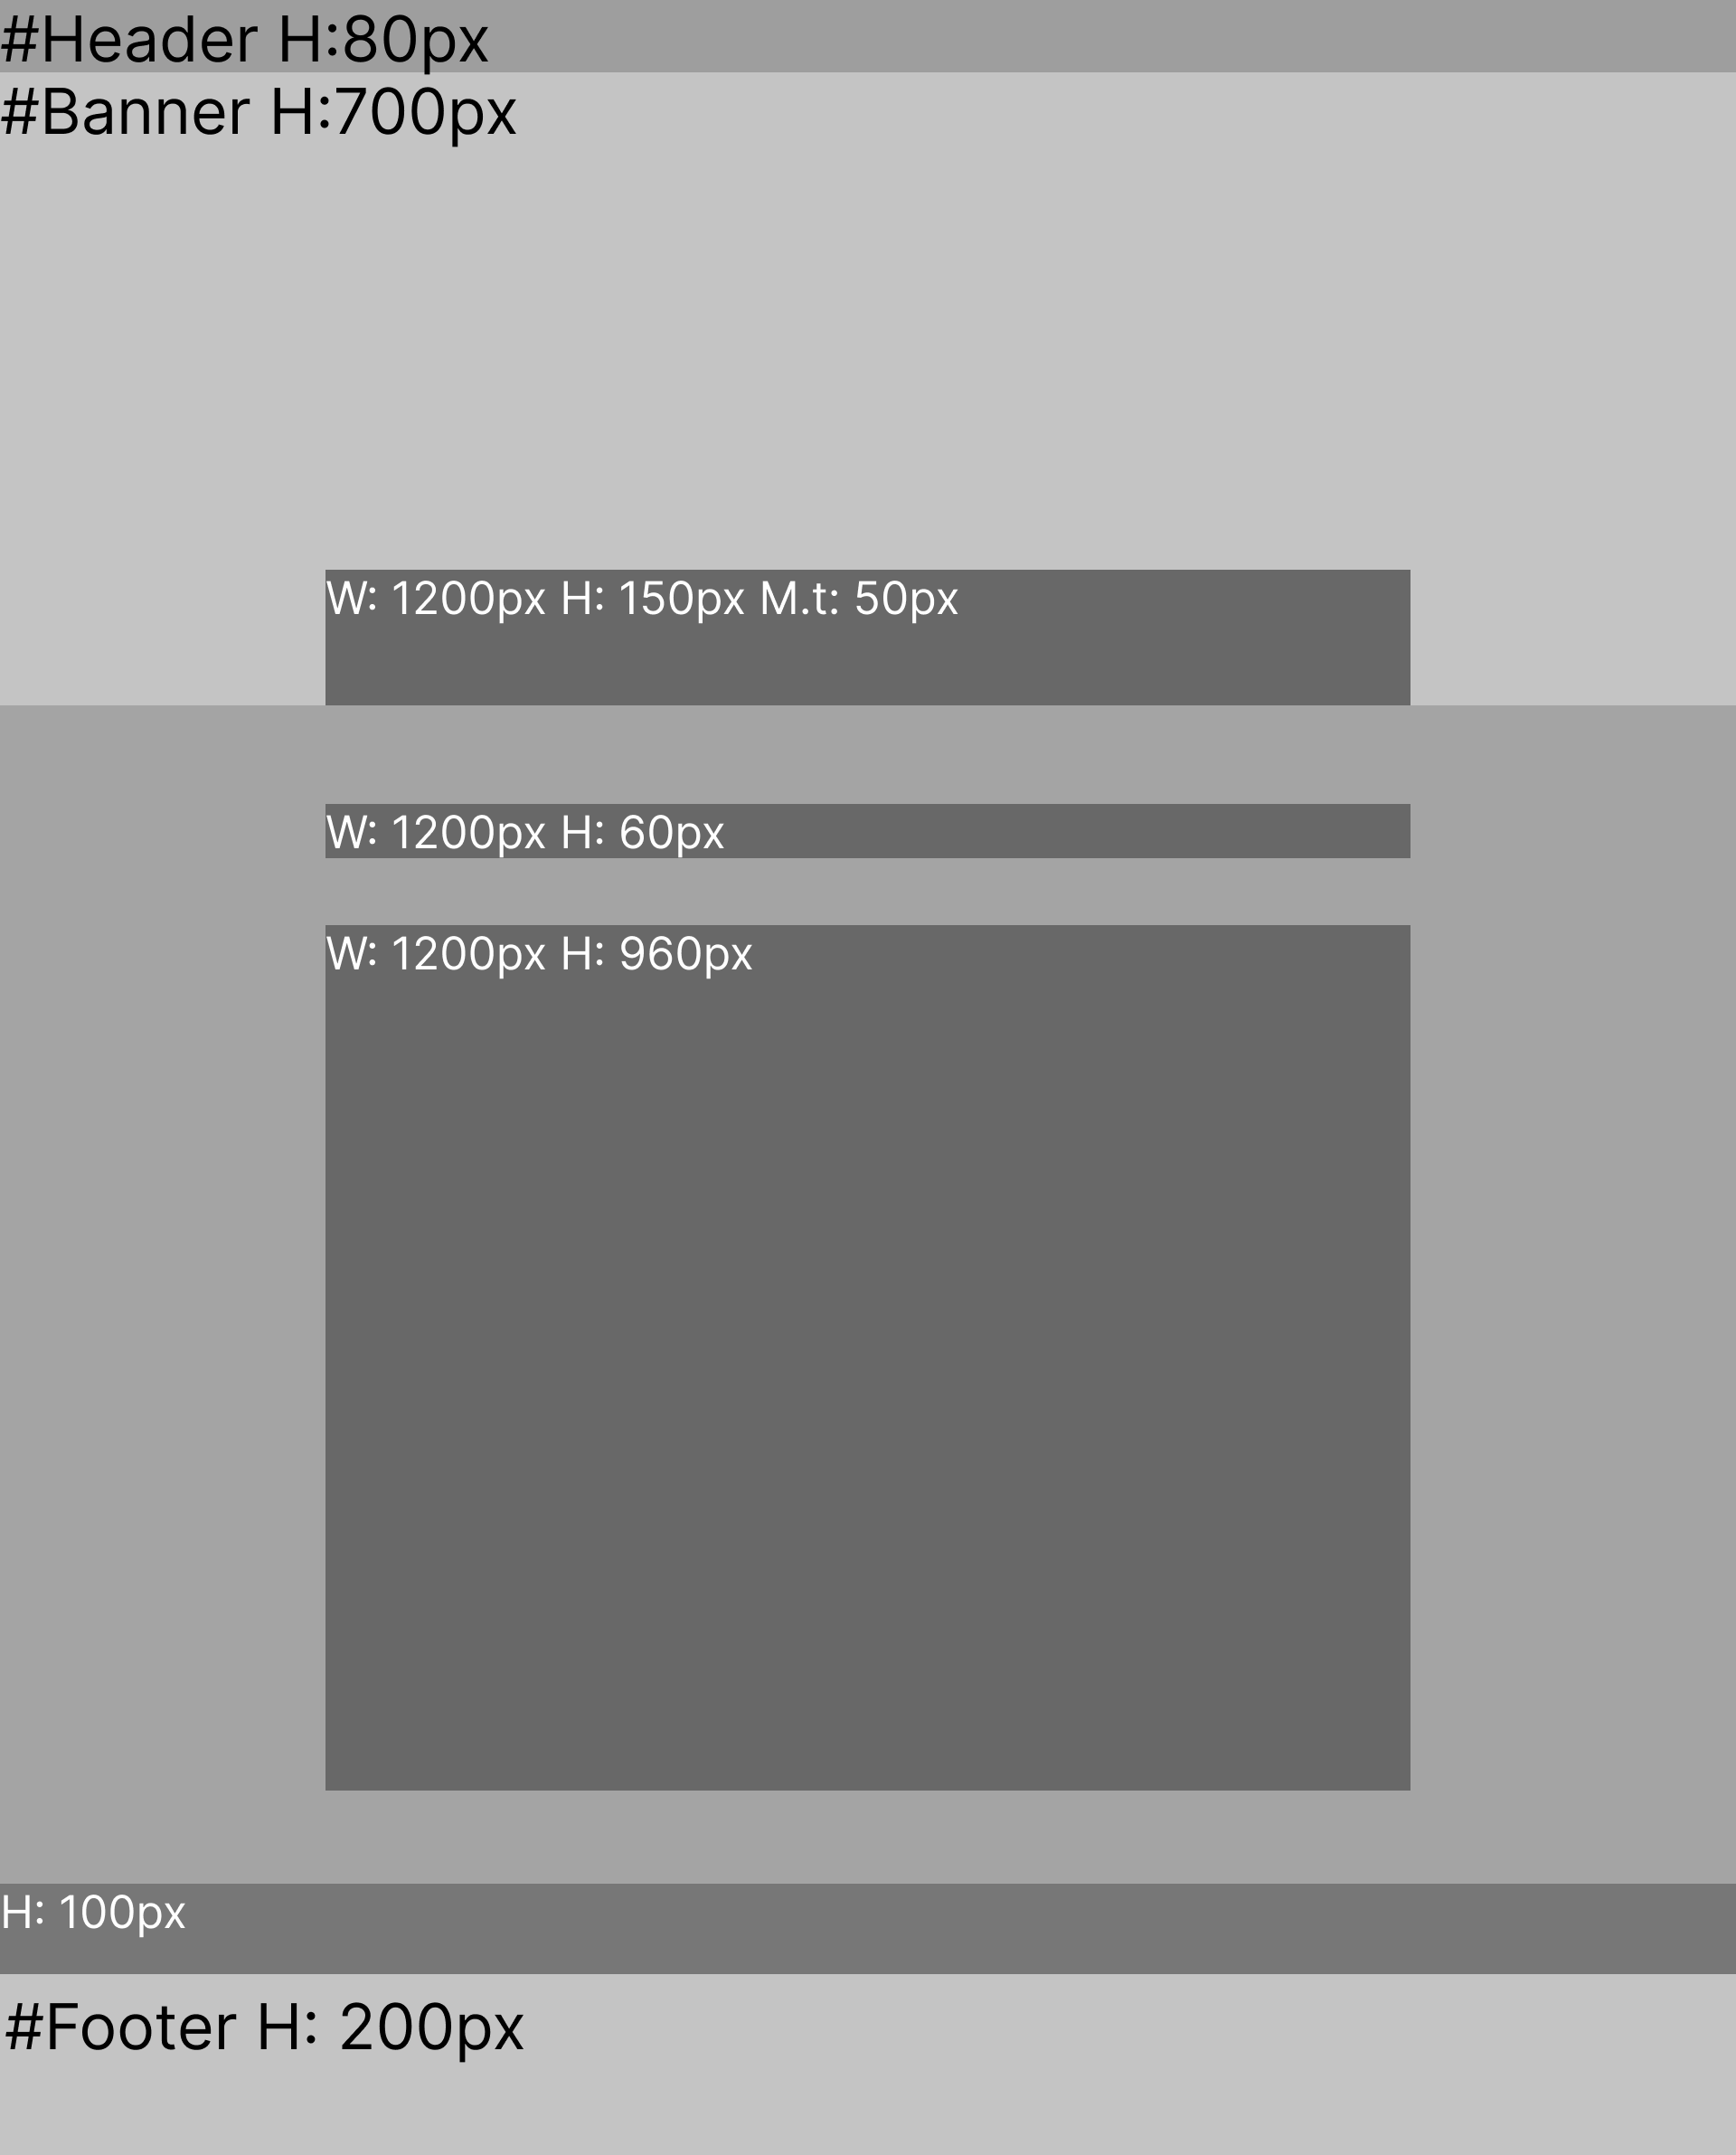 #Header H:80px
#Banner H:700px
W: 1200px H: 150px M.t: 50px
W: 1200px H: 60px
W: 1200px H: 960px
H: 100px
#Footer H: 200px